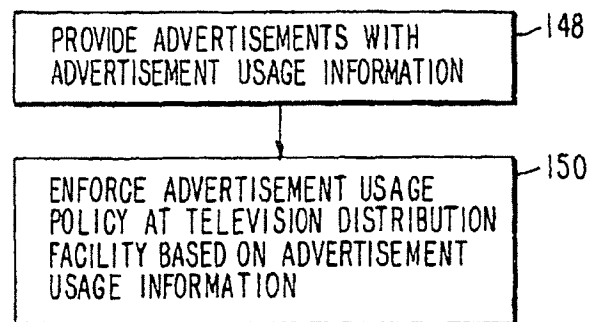 PROVIDE ADVERTISEMENTS WITH
ADVERTISEMENT USAGE INFORMATION
148
ENFORCE ADVERTISEMENT USAGE
POLICY AT TELEVISION DISTRIBUTION
FACILITY BASED ON ADVERTISEMENT
USAGE INFORMATION
150